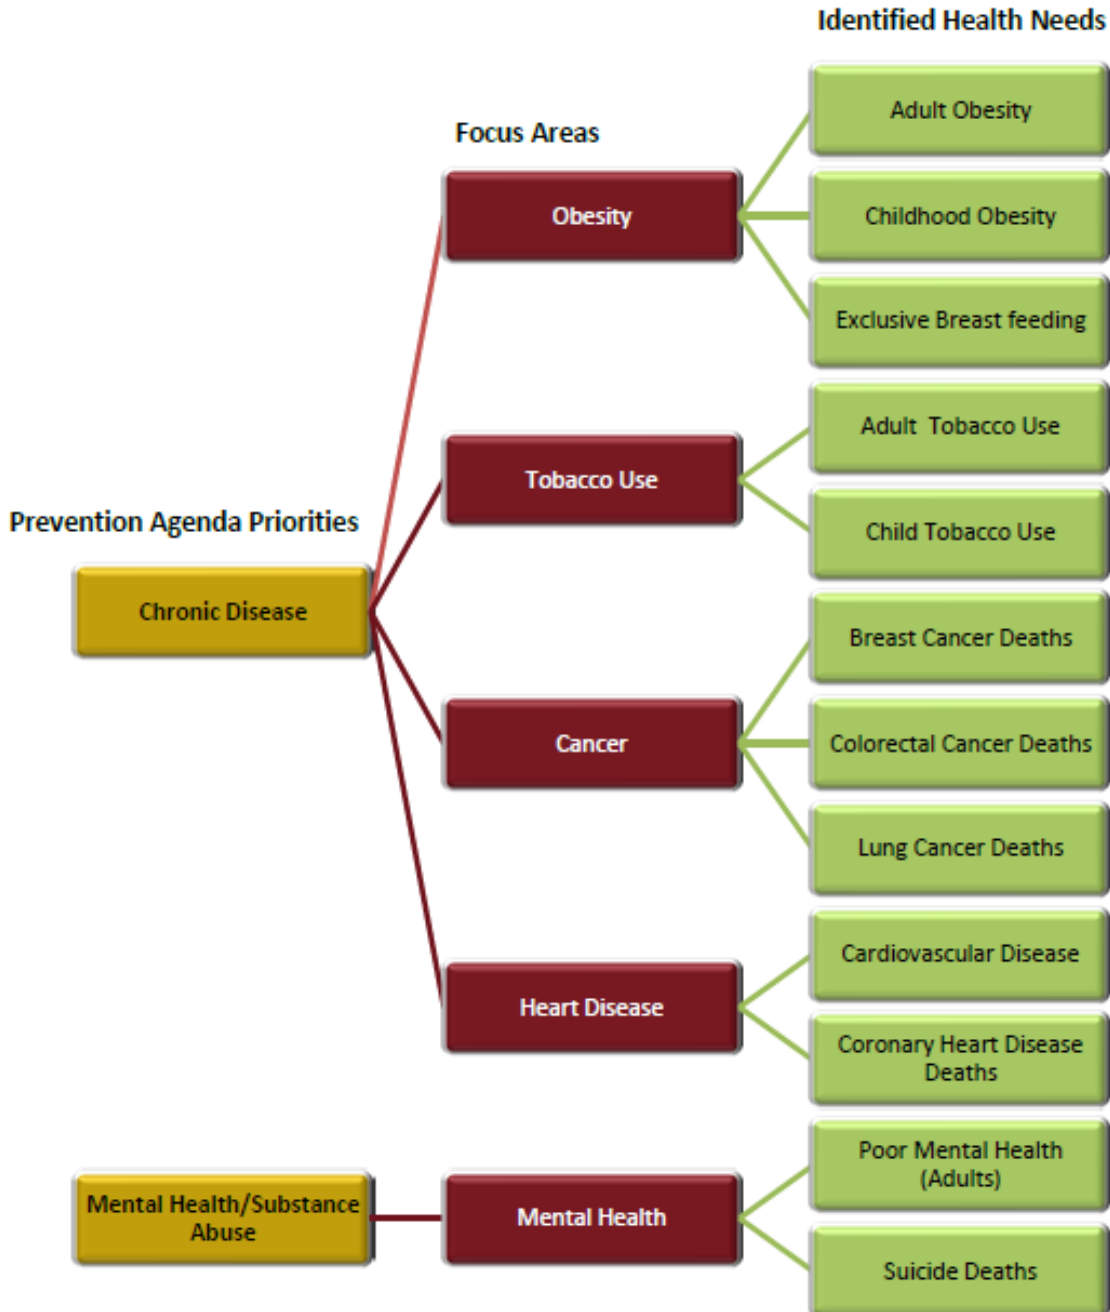 Identified Health Needs
Adult Obesity
Focus Areas
Obesity
Childhood Obesity
Exclusive Breast feeding
Adult  Tobacco Use
Tobacco Use
Child Tobacco Use
Prevention Agenda Priorities
Chronic Disease
Breast Cancer Deaths
Cancer
Colorectal Cancer Deaths
Lung Cancer Deaths
Cardiovascular Disease
Heart Disease
Coronary Heart Disease
Deaths
Poor Mental Health
(Adults)
Mental Health/Substance
Abuse
Mental Health
Suicide Deaths